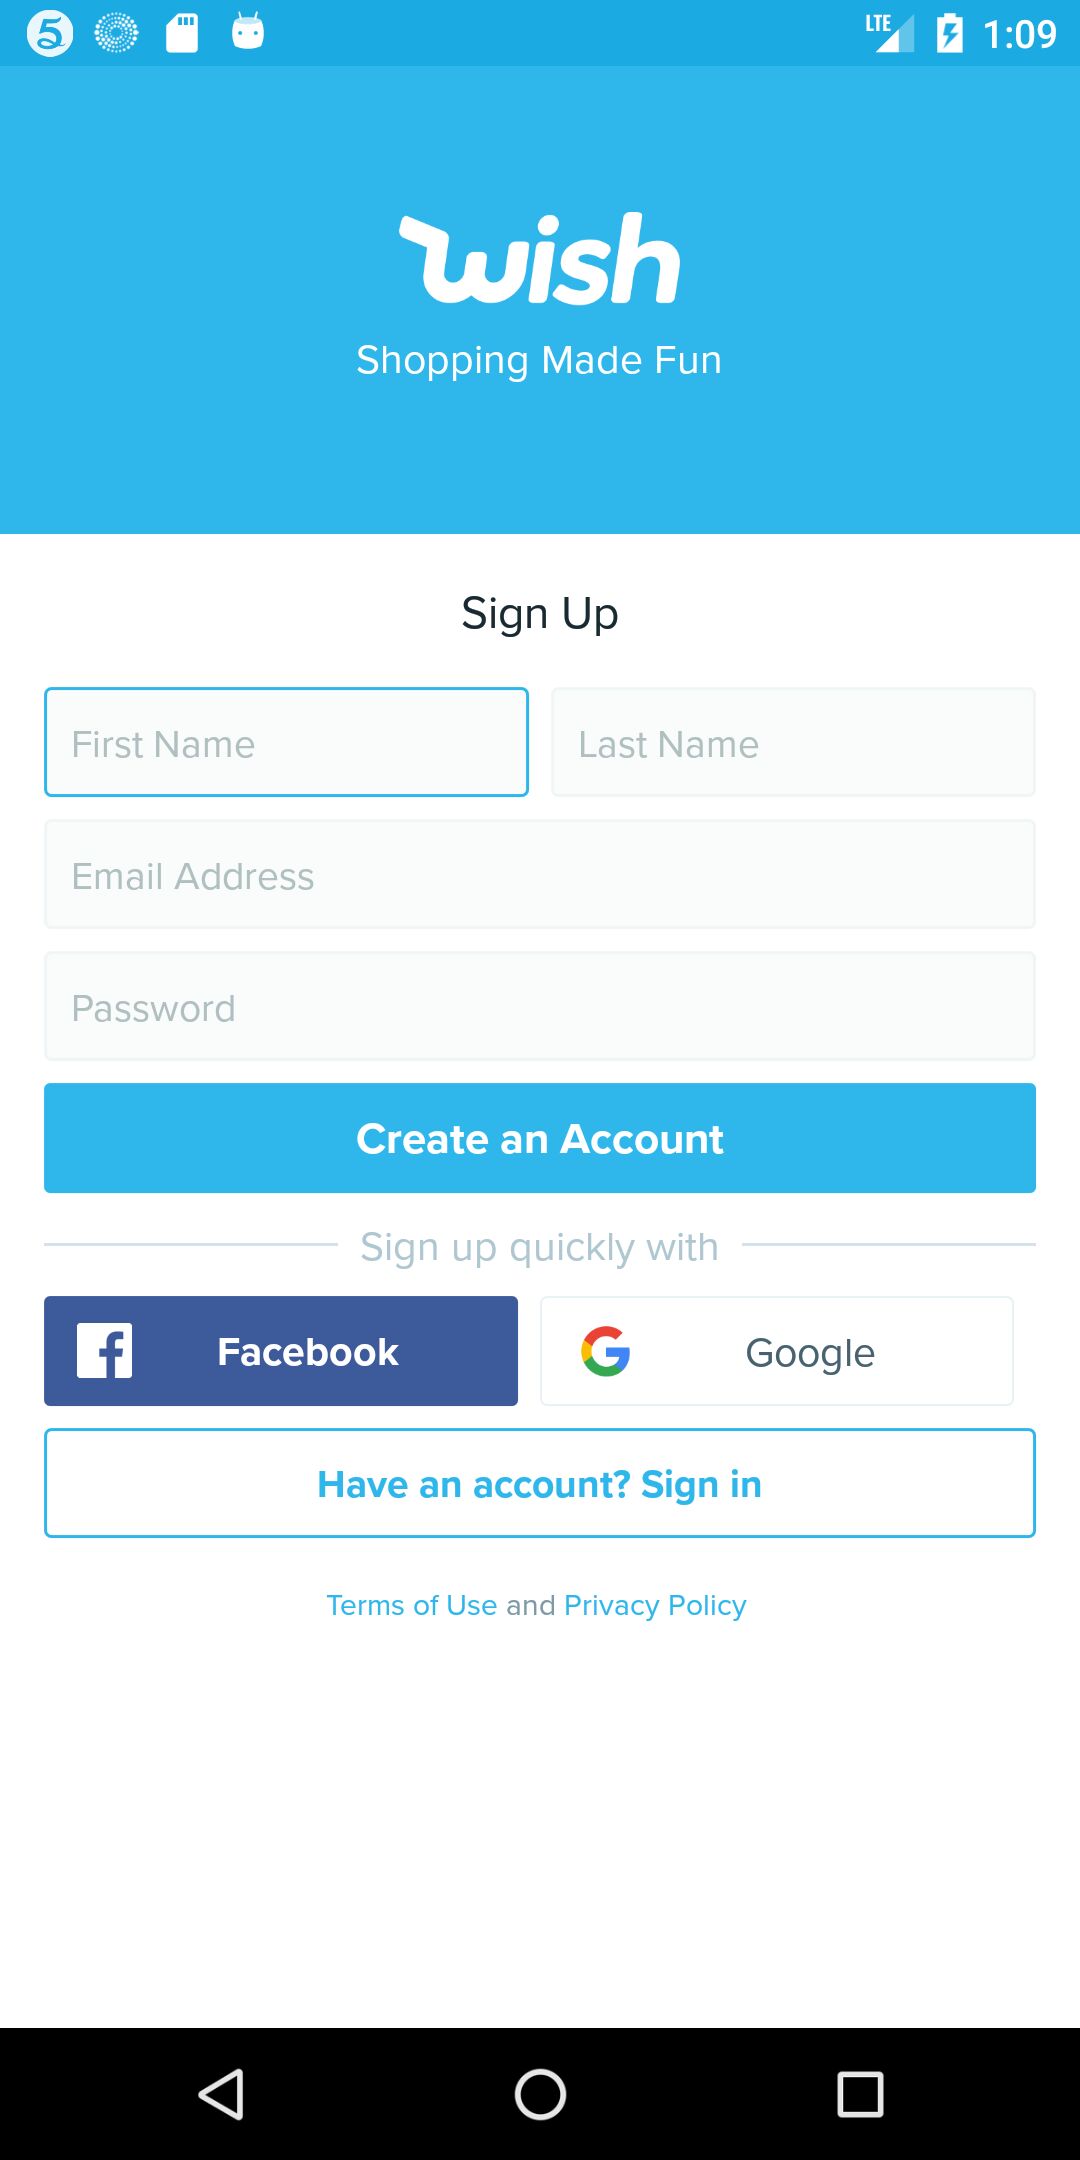 LTE 1:09
wish
Shopping Made Fun
Sign Up
First Name Last Name
Email Address
Password
Create an Account
Sign up quickly with
Facebook Google
Have an account? Sign in
Terms of Use and Privacy Policy